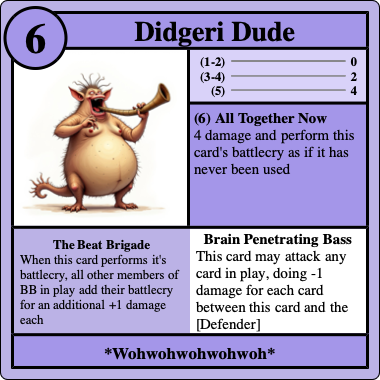 6
Didgeri Dude
(1-2) 0
(3-4) 2
(5) 4
(6) All Together Now
4 damage and perform this
card's battlecry as if it has
never been used
The Beat Brigade
When this card performs it's
battlecry, all other members of
BB in play add their battlecry
for an additional +1 damage
each
Brain Penetrating Bass
This card may attack any
card in play, doing -1
damage for each card
between this card and the
[Defender]
*Wohwohwohwohwoh*